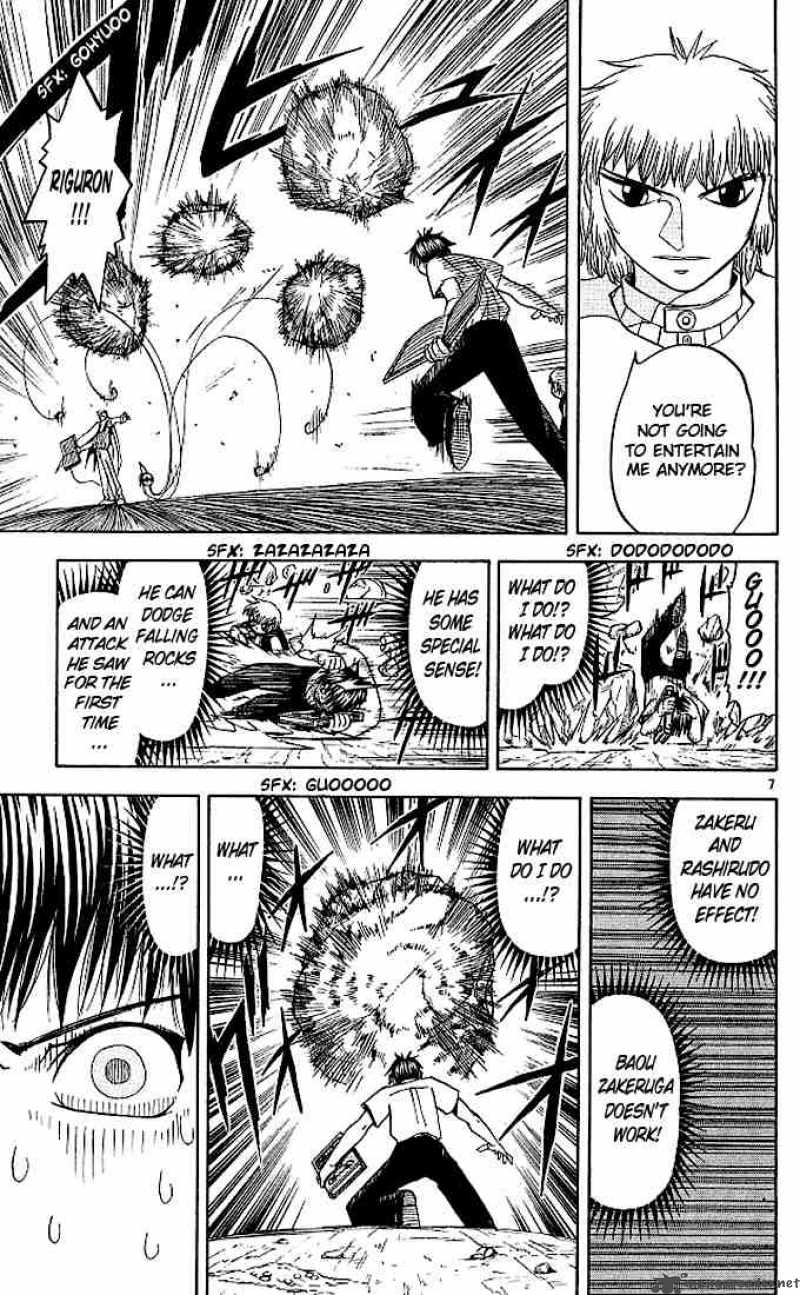 YOU'RE
NOT GOING
TO ENTERTAIN
ME ANYMORE?
SFX: GOHYUOO
RIGURON
!!!
SFX: DODODODODO
GUOOO!!!
WHAT DO
I DO!?
WHAT DO
I DO!?
SFX: ZAZAZAZAZA
HE HAS
SOME
SPECIAL
SENSE!
HE CAN
DODGE
FALLING
ROCKS
...
AND AN
ATTACK
HE SAW
FOR THE
FIRST
TIME
...
7
ZAKERU
AND
RASHIRUDO
HAVE NO
EFFECT!
BAOU
ZAKERUGA
DOESN'T
WORK!
SFX: GUOOOOO
WHAT
DO I DO
...!?
WHAT
...
WHAT
...!?